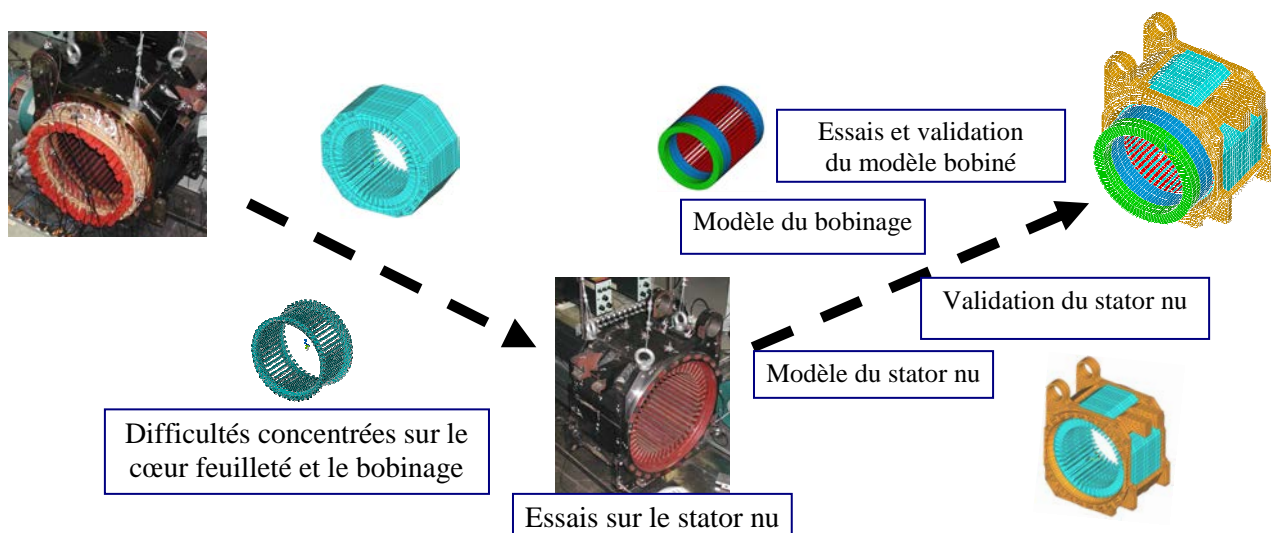 Essais et validation
du modèle bobiné
Modèle du bobinage
Validation du stator nu
Modèle du stator nu
Difficultés concentrées sur le
cœur feuilleté et le bobinage
Essais sur le stator nu